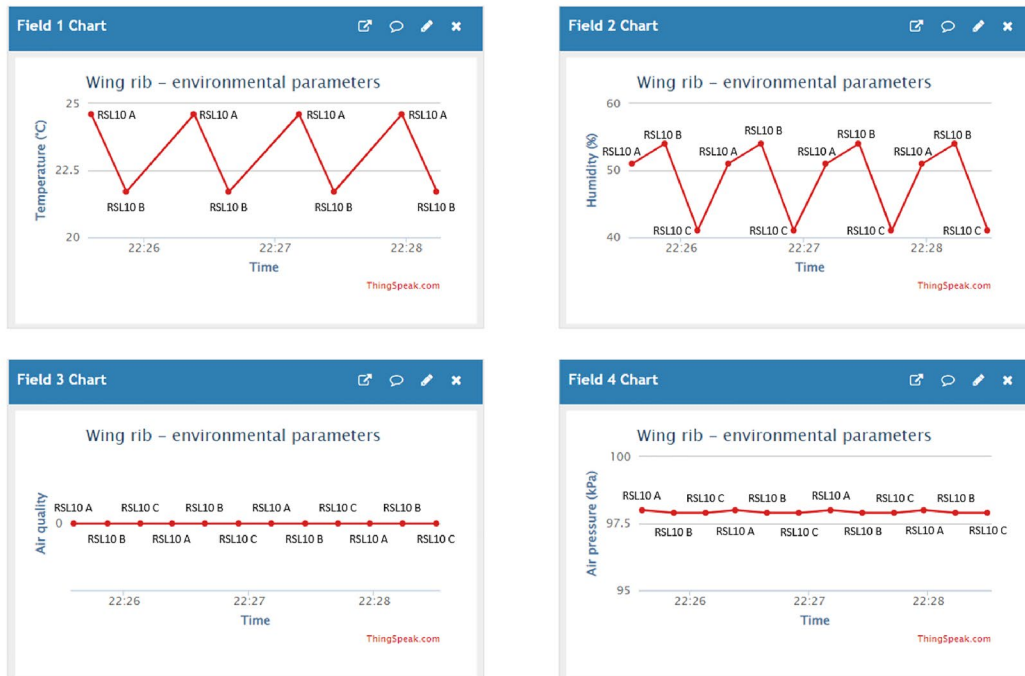 Field 1 Chart
Wing rib – environmental parameters
25
RSL10 A RSL10 A RSL10 A RSL10 A
Temperature (°C)
22.5
RSL10 B RSL10 B RSL10 B RSL10 B
20
22:26 22:27 22:28
Time
ThingSpeak.com
Field 2 Chart
Wing rib – environmental parameters
60
RSL10 B RSL10 B RSL10 B RSL10 B
RSL10 A RSL10 A RSL10 A RSL10 A
Humidity (%)
50
RSL10 C RSL10 C RSL10 C RSL10 C
40
22:26 22:27 22:28
Time
ThingSpeak.com
Field 3 Chart
Wing rib – environmental parameters
Air quality
RSL10 A RSL10 C RSL10 B RSL10 A RSL10 C RSL10 B
0
RSL10 B RSL10 A RSL10 C RSL10 B RSL10 A RSL10 C
22:26 22:27 22:28
Time
ThingSpeak.com
Field 4 Chart
Wing rib – environmental parameters
100
Air pressure (kPa)
RSL10 A RSL10 C RSL10 B RSL10 A RSL10 C RSL10 B
97.5
RSL10 B RSL10 A RSL10 C RSL10 B RSL10 A RSL10 C
95
22:26 22:27 22:28
Time
ThingSpeak.com